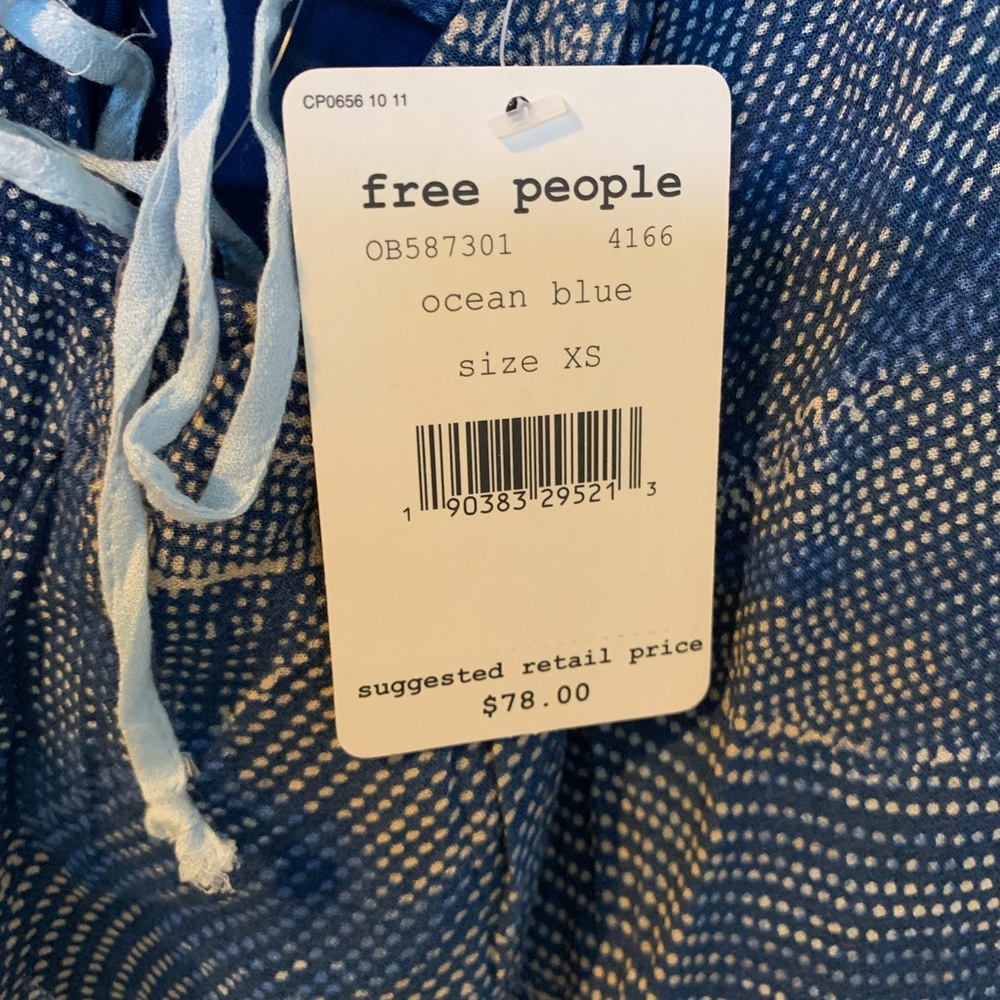 CP0656 10 11
free people
OB587301 4166
ocean blue
size XS
1 90383 29521 3
suggested retail price
$78.00